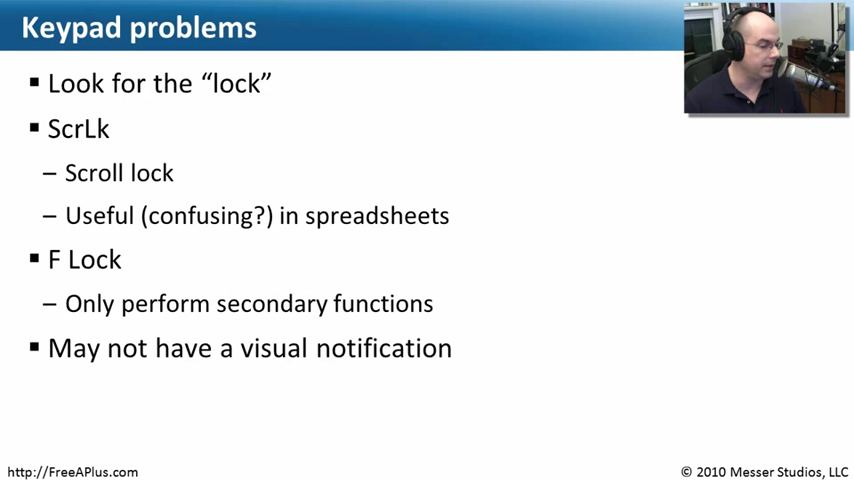 Keypad problems
▪ Look for the “lock”
▪ ScrLk
– Scroll lock
– Useful (confusing?) in spreadsheets
▪ F Lock
– Only perform secondary functions
▪ May not have a visual notification
http://FreeAPlus.com
© 2010 Messer Studios, LLC